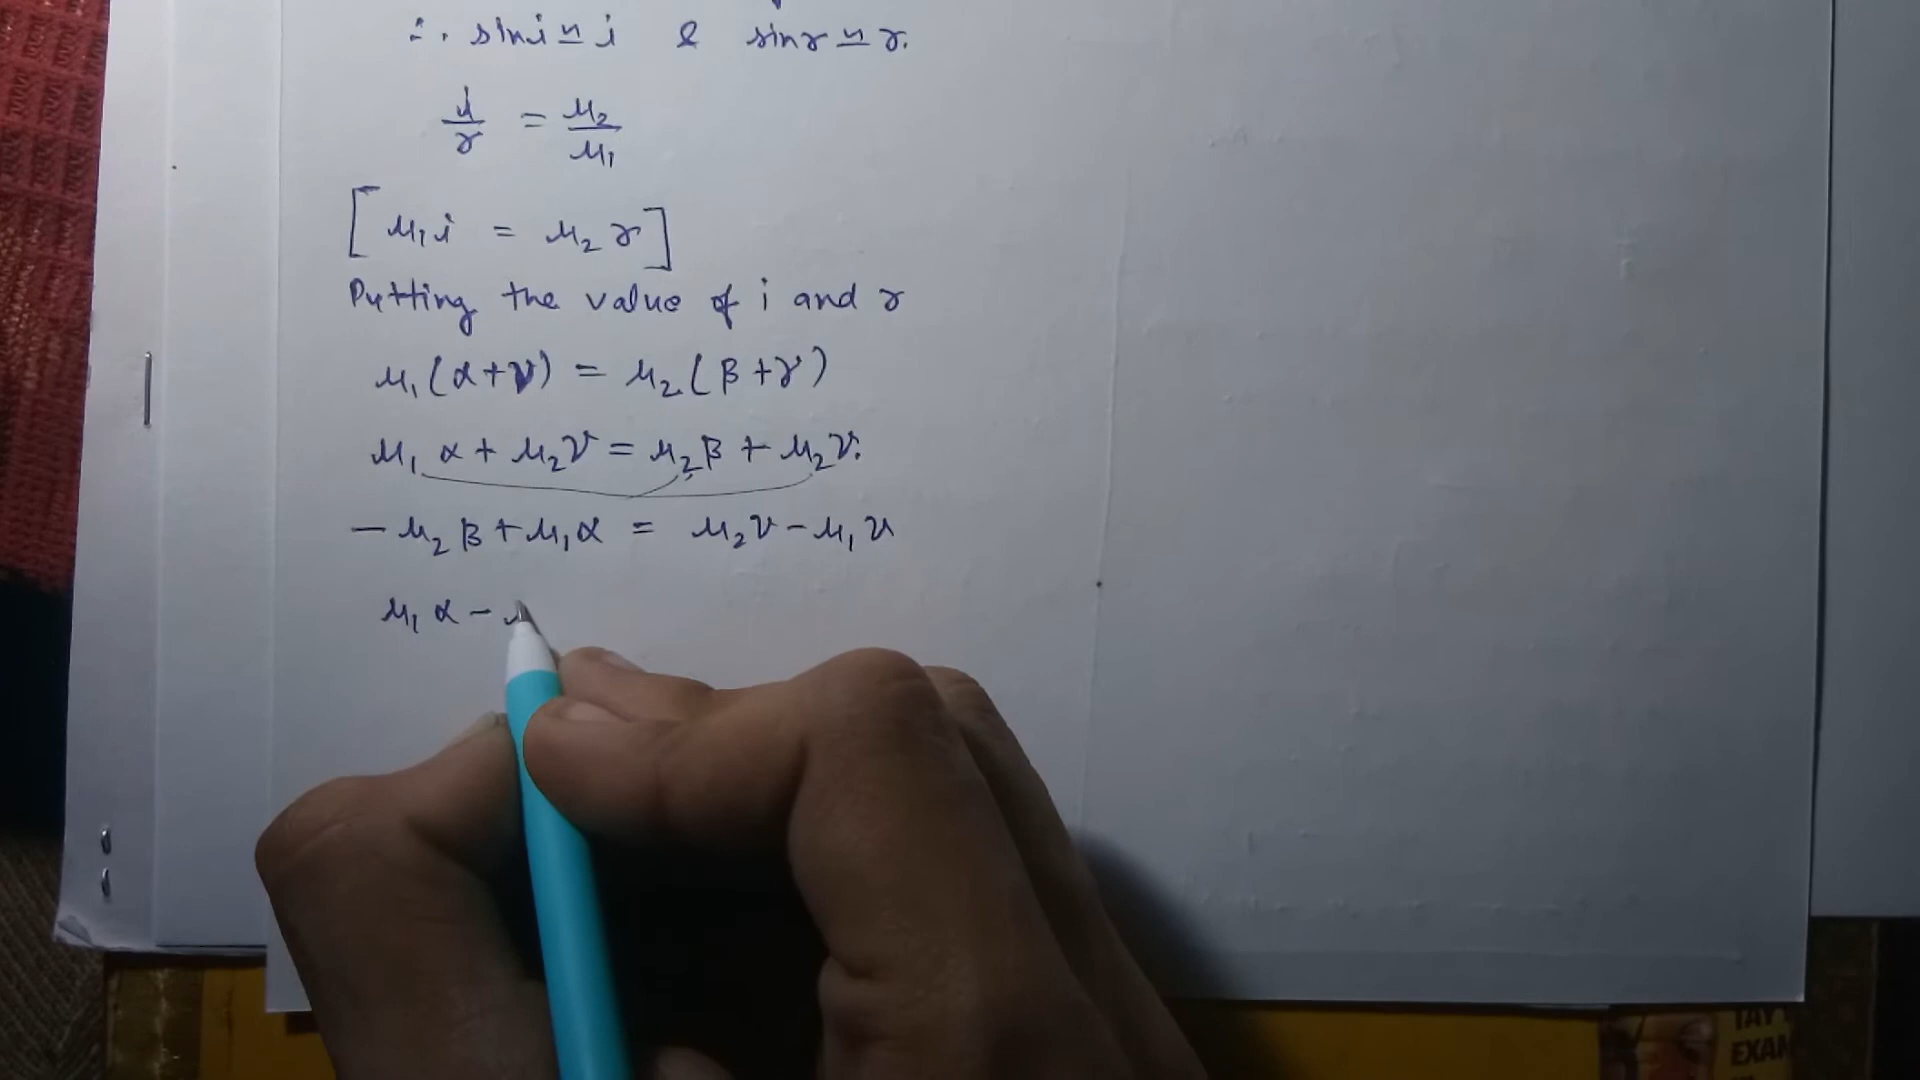 ∴ sin i ≃ i & sin r ≃ r.
i/r = μ2/μ1
[μ1 i = μ2 r]
Putting the value of i and r
μ1 (α+γ) = μ2 (β+γ)
μ1 α + μ2 γ = μ2 β + μ2 γ.
- μ2 β + μ1 α = μ2 γ - μ1 γ
μ1 α -
EXAM